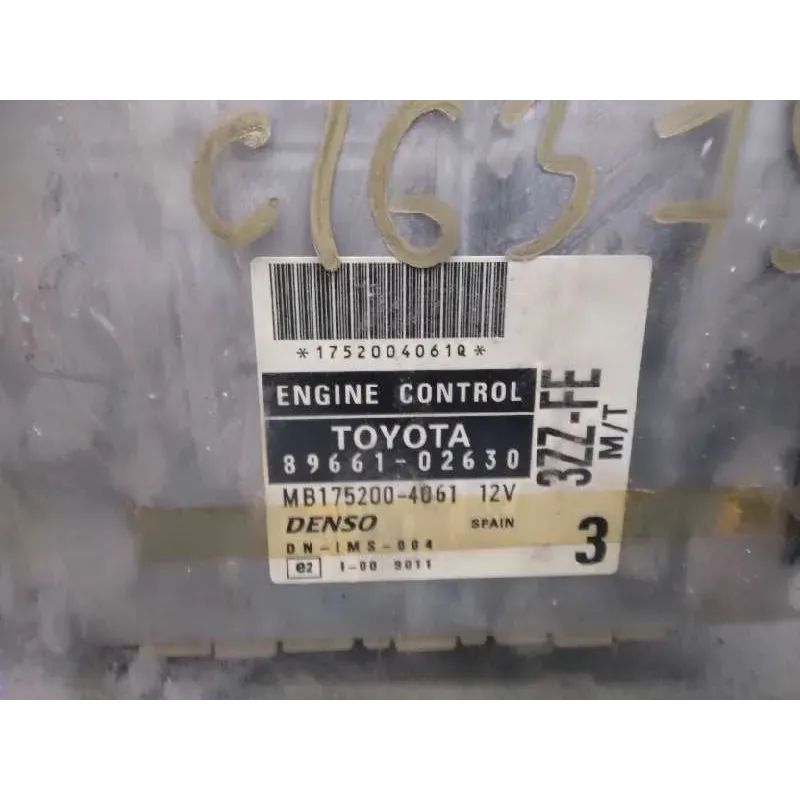 C1637
*1752004061Q*
ENGINE CONTROL
TOYOTA
89661-02630
MB175200-4061 12V
DENSO SPAIN
DN-IMS-004
e2 1-00 9011
3ZZ-FE
M/T
3